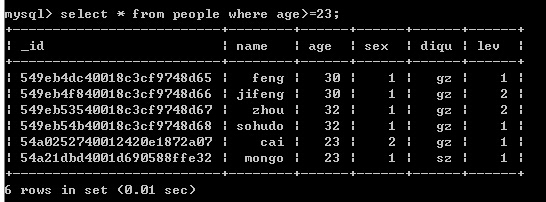 mysql> select * from people where age>=23;
+--------------------------+---------+------+------+------+------+
| _id | name | age | sex | diqu | lev |
+--------------------------+---------+------+------+------+------+
| 549eb4dc40018c3cf9748d65 | feng | 30 | 1 | gz | 1 |
| 549eb4f840018c3cf9748d66 | jifeng | 30 | 1 | gz | 2 |
| 549eb53540018c3cf9748d67 | zhou | 32 | 1 | gz | 2 |
| 549eb54b40018c3cf9748d68 | sohudo | 32 | 1 | gz | 1 |
| 54a0252740012420e1872a07 | cai | 23 | 2 | gz | 1 |
| 54a21dbd4001d690588ffe32 | mongo | 23 | 1 | sz | 1 |
+--------------------------+---------+------+------+------+------+
6 rows in set (0.01 sec)